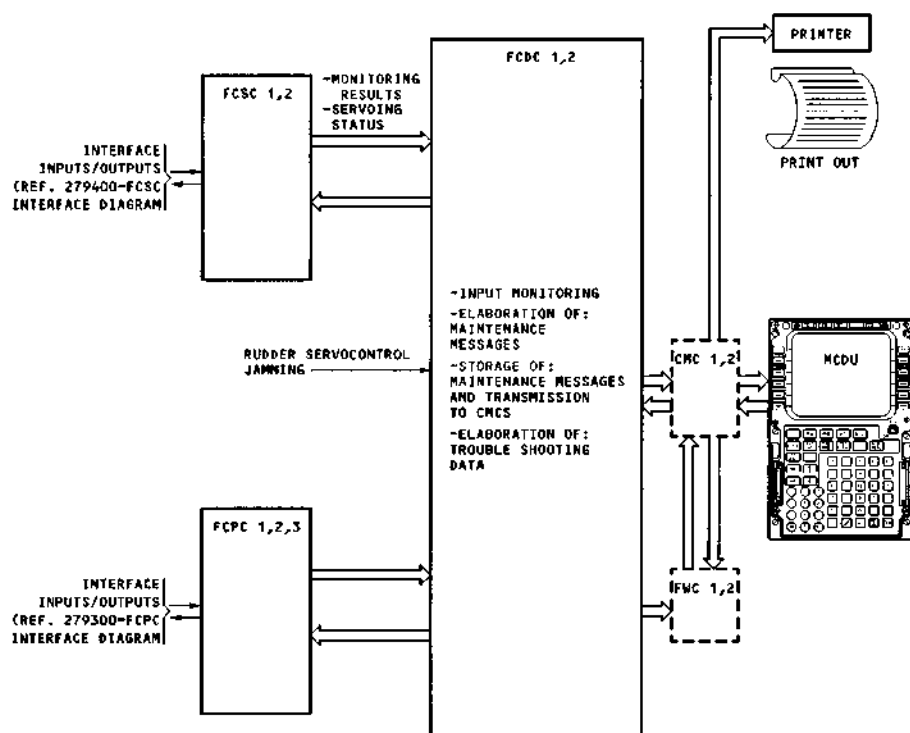 PRINTER
PRINT OUT
FCDC 1,2
FCSC 1,2
-MONITORING
RESULTS
-SERVOING
STATUS
INTERFACE
INPUTS/OUTPUTS
(REF. 279400-FCSC
INTERFACE DIAGRAM
-INPUT MONITORING
-ELABORATION OF:
MAINTENANCE
MESSAGES
-STORAGE OF:
MAINTENANCE MESSAGES
AND TRANSMISSION
TO CMCS
-ELABORATION OF:
TROUBLE SHOOTING
DATA
RUDDER SERVOCONTROL
JAMMING
CMC 1,2
MCDU
FCPC 1,2,3
INTERFACE
INPUTS/OUTPUTS
(REF. 279300-FCPC
INTERFACE DIAGRAM
FWC 1,2